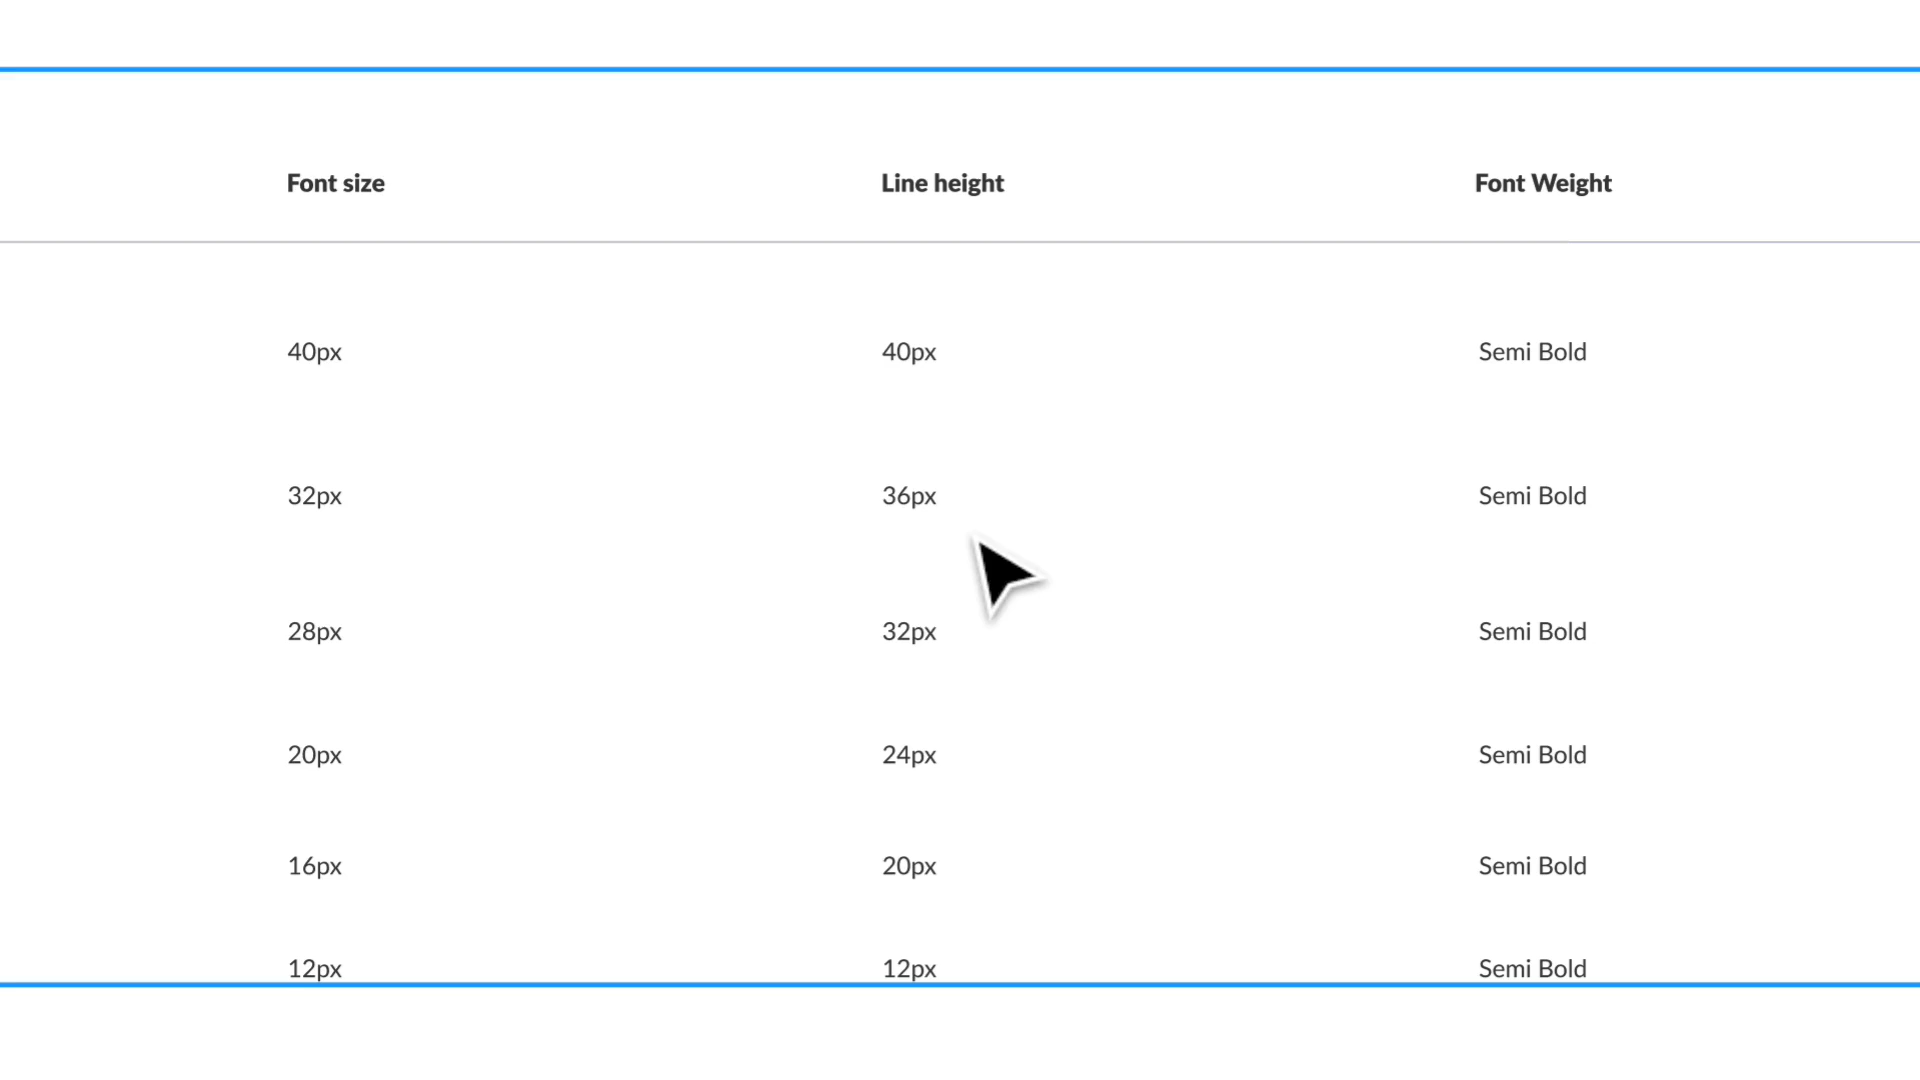 Font size Line height Font Weight
40px 40px Semi Bold
32px 36px Semi Bold
28px 32px Semi Bold
20px 24px Semi Bold
16px 20px Semi Bold
12px 12px Semi Bold